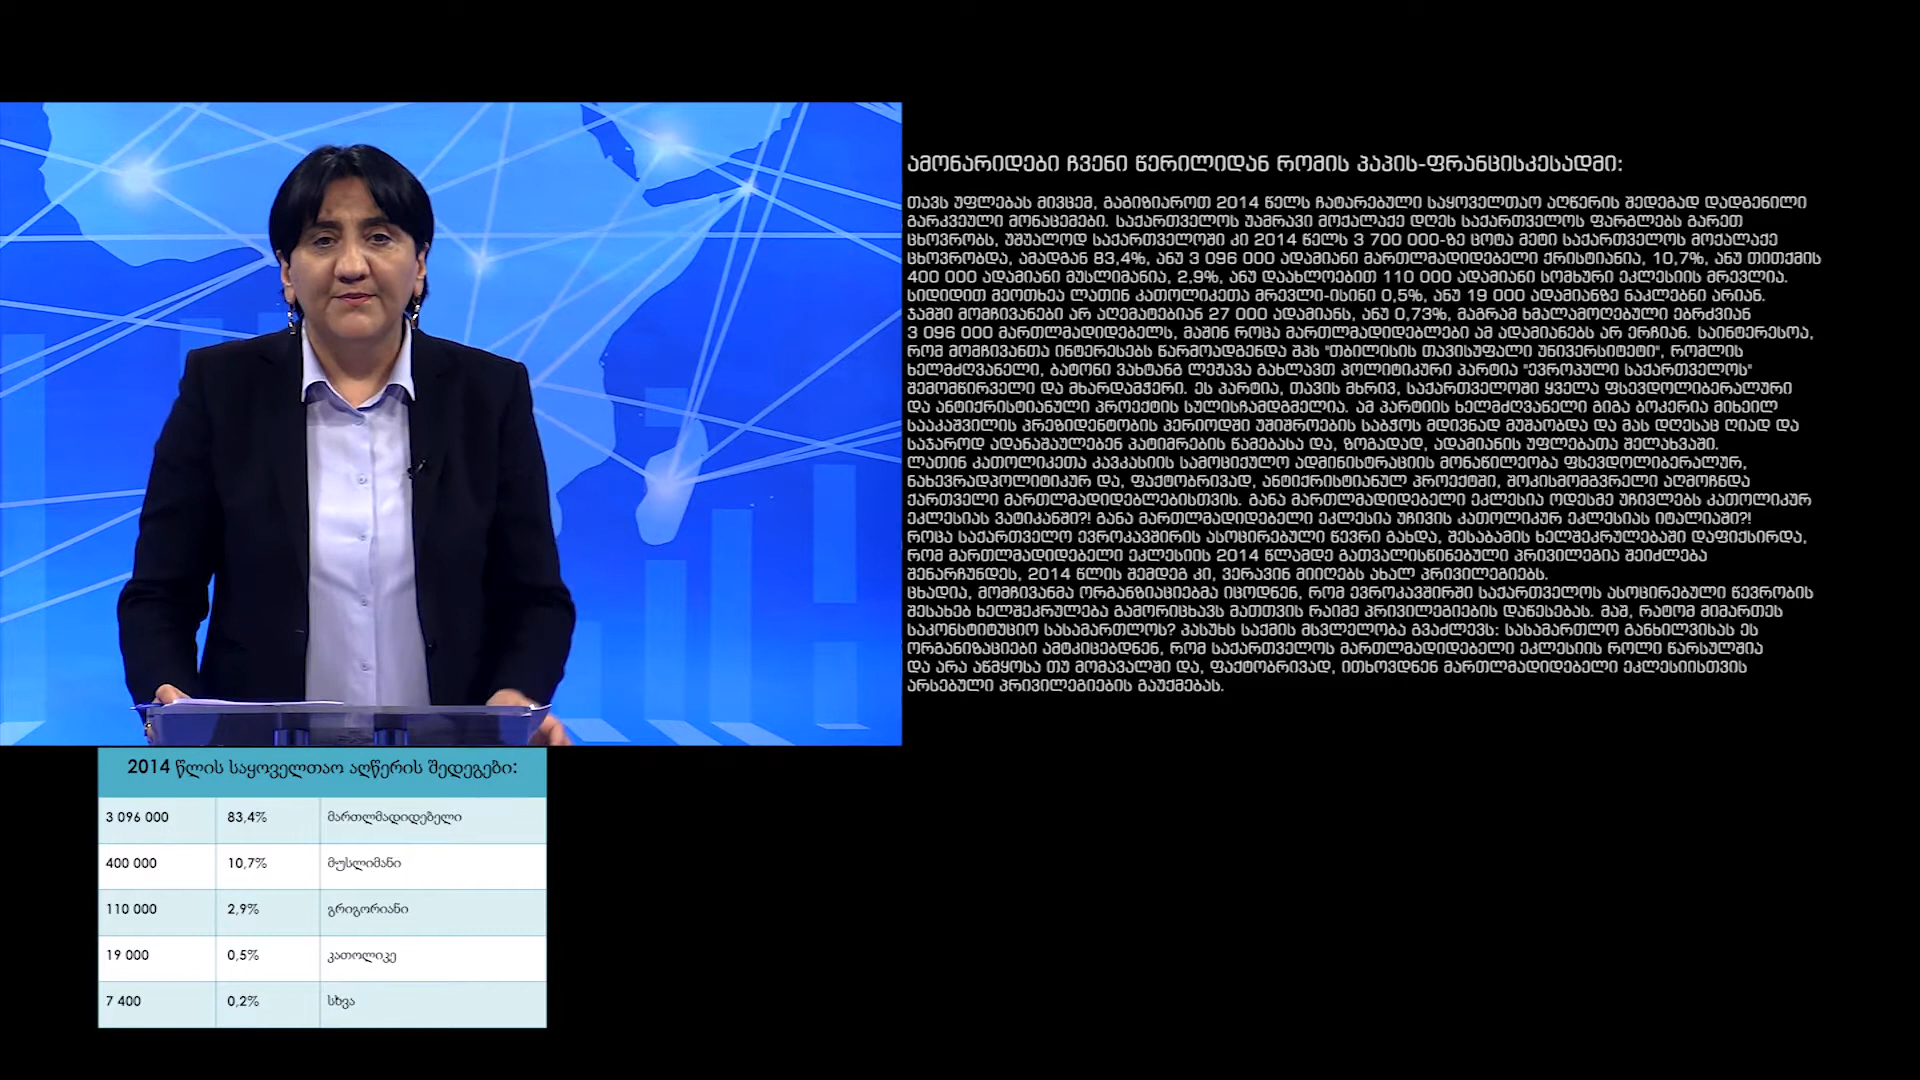 ამონარიდები ჩვენი წერილიდან რომის პაპის-ფრანცისკესადმი:
თავს უფლებას მივცემ, გაგიზიაროთ 2014 წელს ჩატარებული საყოველთაო აღწერის შედეგად დადგენილი
გარკვეული მონაცემები. საქართველოს უამრავი მოქალაქე დღეს საქართველოს ფარგლებს გარეთ
ცხოვრობს, უშუალოდ საქართველოში კი 2014 წელს 3 700 000-ზე ცოტა მეტი საქართველოს მოქალაქე
ცხოვრობდა, ამადგან 83,4%, ანუ 3 096 000 ადამიანი მართლმადიდებელი ქრისტიანია, 10,7%, ანუ თითქმის
400 000 ადამიანი მუსლიმანია, 2,9%, ანუ დაახლოებით 110 000 ადამიანი სომხური ეკლესიის მრევლია.
სიდიდით მეოთხეა ლათინ კათოლიკეთა მრევლი-ისინი 0,5%, ანუ 19 000 ადამიანზე ნაკლებნი არიან.
ჯამში მომჩივანები არ აღემატებიან 27 000 ადამიანს, ანუ 0,73%, მაგრამ ხმალამოღებული ებრძვიან
3 096 000 მართლმადიდებელს, მაშინ როცა მართლმადიდებლები ამ ადამიანებს არ ერჩიან. საინტერესოა,
რომ მომჩივანთა ინტერესებს წარმოადგენდა შპს "თბილისის თავისუფალი უნივერსიტეტი", რომლის
ხელმძღვანელი, ბატონი ვახტანგ ლეჟავა გახლავთ პოლიტიკური პარტია "ევროპული საქართველოს"
შემომწირველი და მხარდამჭერი. ეს პარტია, თავის მხრივ, საქართველოში ყველა ფსევდოლიბერალური
და ანტიქრისტიანული პროექტის სულისჩამდგმელია. ამ პარტიის ხელმძღვანელი გიგა ბოკერია მიხეილ
სააკაშვილის პრეზიდენტობის პერიოდში უშიშროების საბჭოს მდივნად მუშაობდა და მას დღესაც ღიად და
საჯაროდ ადანაშაულებენ პატიმრების წამებასა და, ზოგადად, ადამიანის უფლებათა შელახვაში.
ლათინ კათოლიკეთა კავკასიის სამოციქულო ადმინისტრაციის მონაწილეობა ფსევდოლიბერალურ,
ნახევრადპოლიტიკურ და, ფაქტობრივად, ანტიქრისტიანულ პროექტში, შოკისმომგვრელი აღმოჩნდა
ქართველი მართლმადიდებლებისთვის. განა მართლმადიდებელი ეკლესია ოდესმე უჩივლებს კათოლიკურ
ეკლესიას ვატიკანში?! განა მართლმადიდებელი ეკლესია უჩივის კათოლიკურ ეკლესიას იტალიაში?!
როცა საქართველო ევროკავშირის ასოცირებული წევრი გახდა, შესაბამის ხელშეკრულებაში დაფიქსირდა,
რომ მართლმადიდებელი ეკლესიის 2014 წლამდე გათვალისწინებული პრივილეგია შეიძლება
შენარჩუნდეს, 2014 წლის შემდეგ კი, ვერავინ მიიღებს ახალ პრივილეგიებს.
ცხადია, მომჩივანმა ორგანზიაციებმა იცოდნენ, რომ ევროკავშირში საქართველოს ასოცირებული წევრობის
შესახებ ხელშეკრულება გამორიცხავს მათთვის რაიმე პრივილეგიების დაწესებას. მაშ, რატომ მიმართეს
საკონსტიტუციო სასამართლოს? პასუხს საქმის მსვლელობა გვაძლევს: სასამართლო განხილვისას ეს
ორგანიზაციები ამტკიცებდნენ, რომ საქართველოს მართლმადიდებელი ეკლესიის როლი წარსულშია
და არა აწმყოსა თუ მომავალში და, ფაქტობრივად, ითხოვდნენ მართლმადიდებელი ეკლესიისთვის
არსებული პრივილეგიების გაუქმებას.
2014 წლის საყოველთაო აღწერის შედეგები:
3 096 000 83,4% მართლმადიდებელი
400 000 10,7% მუსლიმანი
110 000 2,9% გრიგორიანი
19 000 0,5% კათოლიკე
7 400 0,2% სხვა